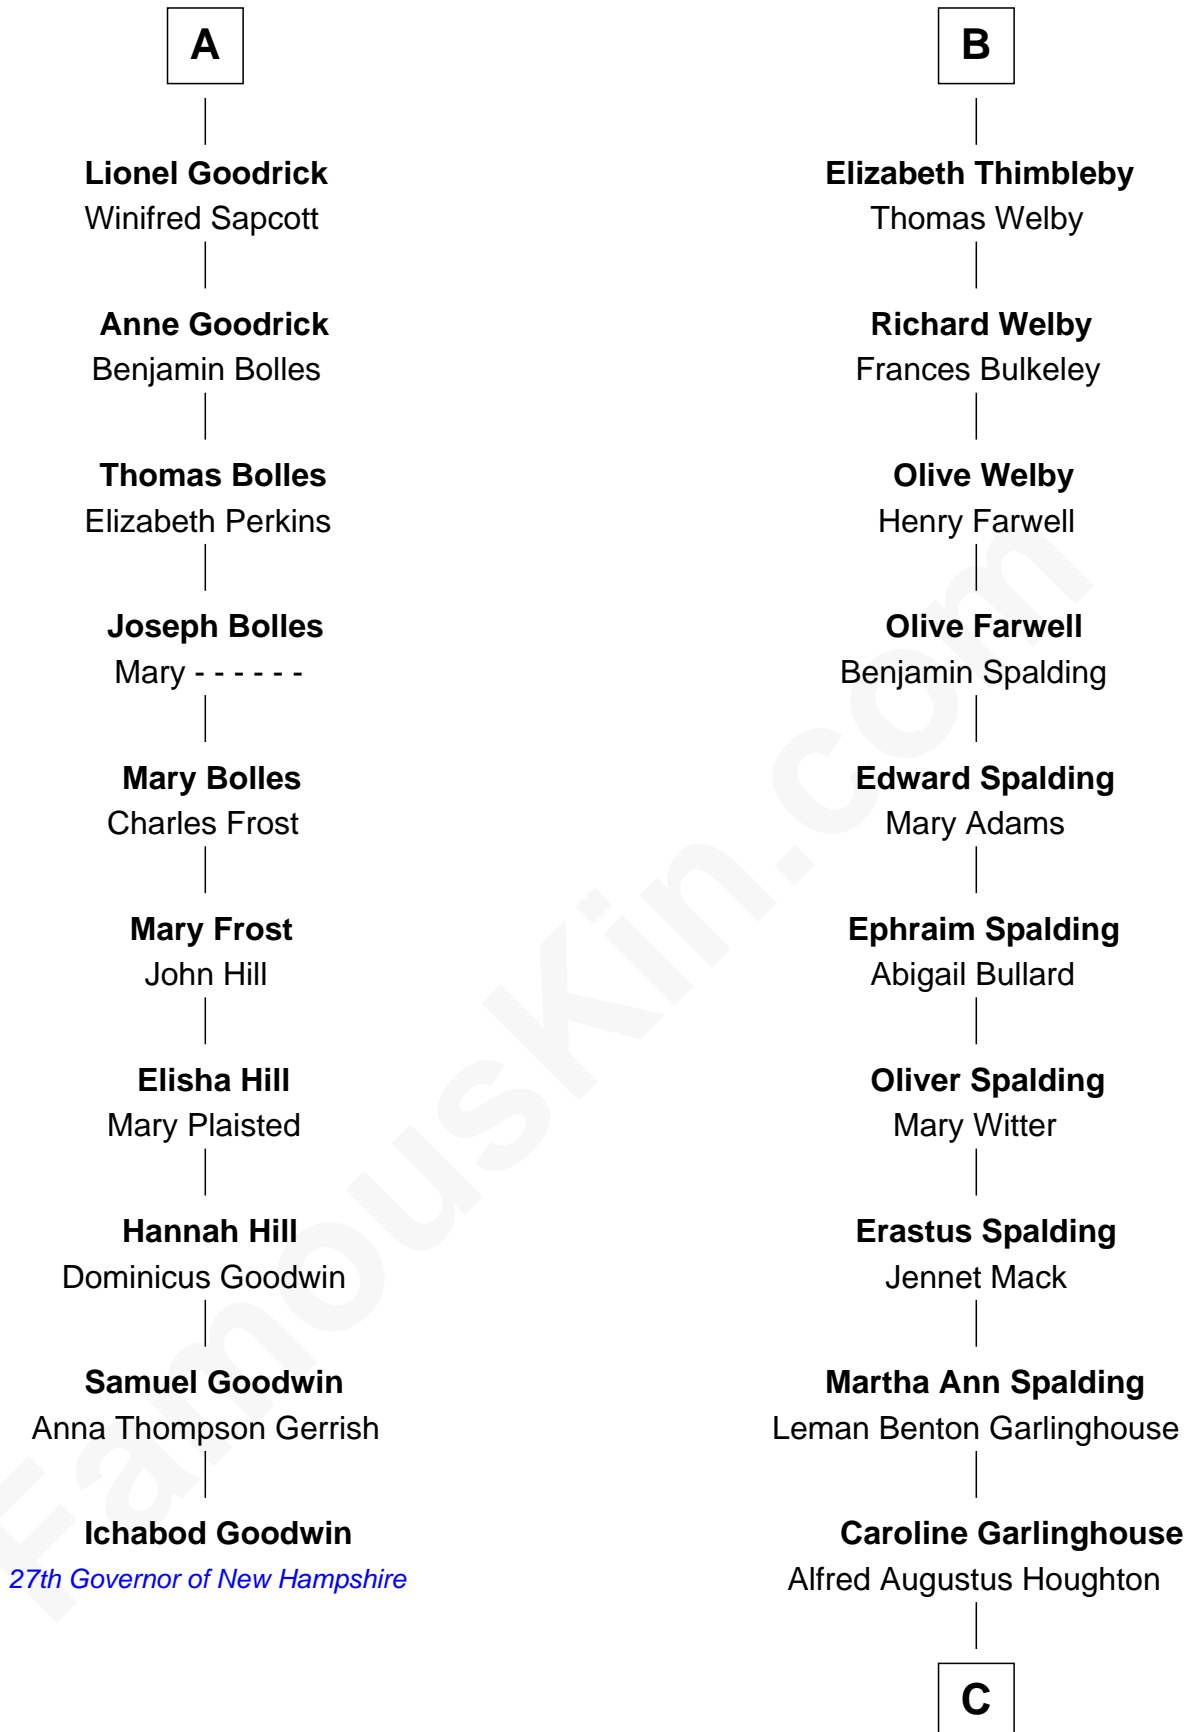 A
Lionel Goodrick
Winifred Sapcott
Anne Goodrick
Benjamin Bolles
Thomas Bolles
Elizabeth Perkins
Joseph Bolles
Mary - - - - - -
Mary Bolles
Charles Frost
Mary Frost
John Hill
Elisha Hill
Mary Plaisted
Hannah Hill
Dominicus Goodwin
Samuel Goodwin
Anna Thompson Gerrish
Ichabod Goodwin
27th Governor of New Hampshire
B
Elizabeth Thimbleby
Thomas Welby
Richard Welby
Frances Bulkeley
Olive Welby
Henry Farwell
Olive Farwell
Benjamin Spalding
Edward Spalding
Mary Adams
Ephraim Spalding
Abigail Bullard
Oliver Spalding
Mary Witter
Erastus Spalding
Jennet Mack
Martha Ann Spalding
Leman Benton Garlinghouse
Caroline Garlinghouse
Alfred Augustus Houghton
C
FamousKin.com